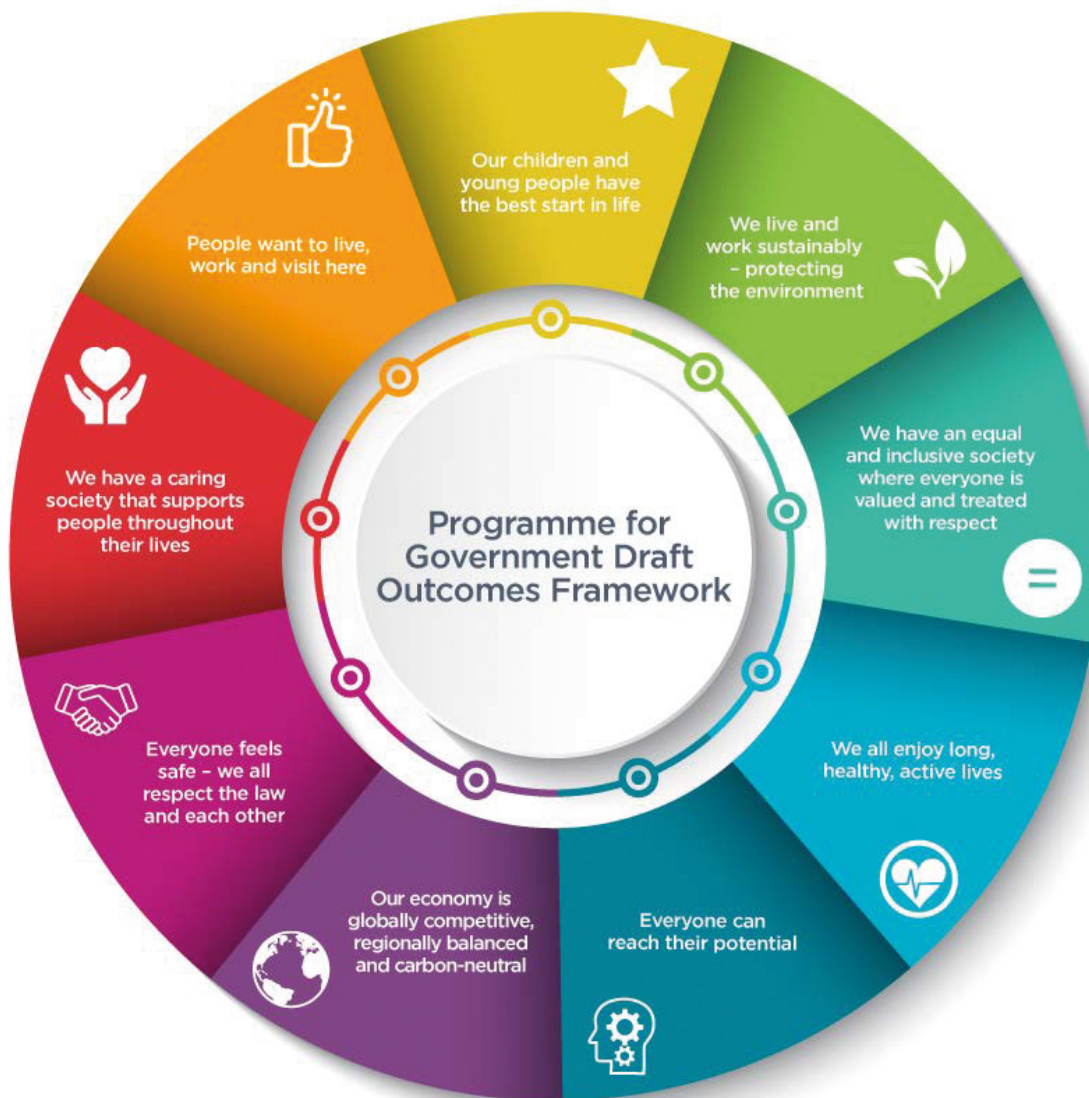 Our children and
young people have
the best start in life
We live and
work sustainably
– protecting
the environment
We have an equal
and inclusive society
where everyone is
valued and treated
with respect
=
We all enjoy long,
healthy, active lives
Everyone can
reach their potential
Our economy is
globally competitive,
regionally balanced
and carbon-neutral
Everyone feels
safe – we all
respect the law
and each other
We have a caring
society that supports
people throughout
their lives
People want to live,
work and visit here
Programme for
Government Draft
Outcomes Framework